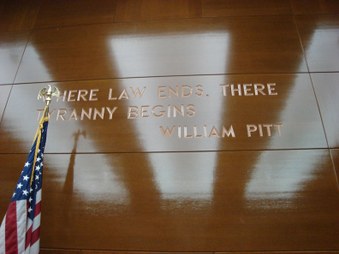 WHERE LAW ENDS, THERE
TYRANNY BEGINS
WILLIAM PITT